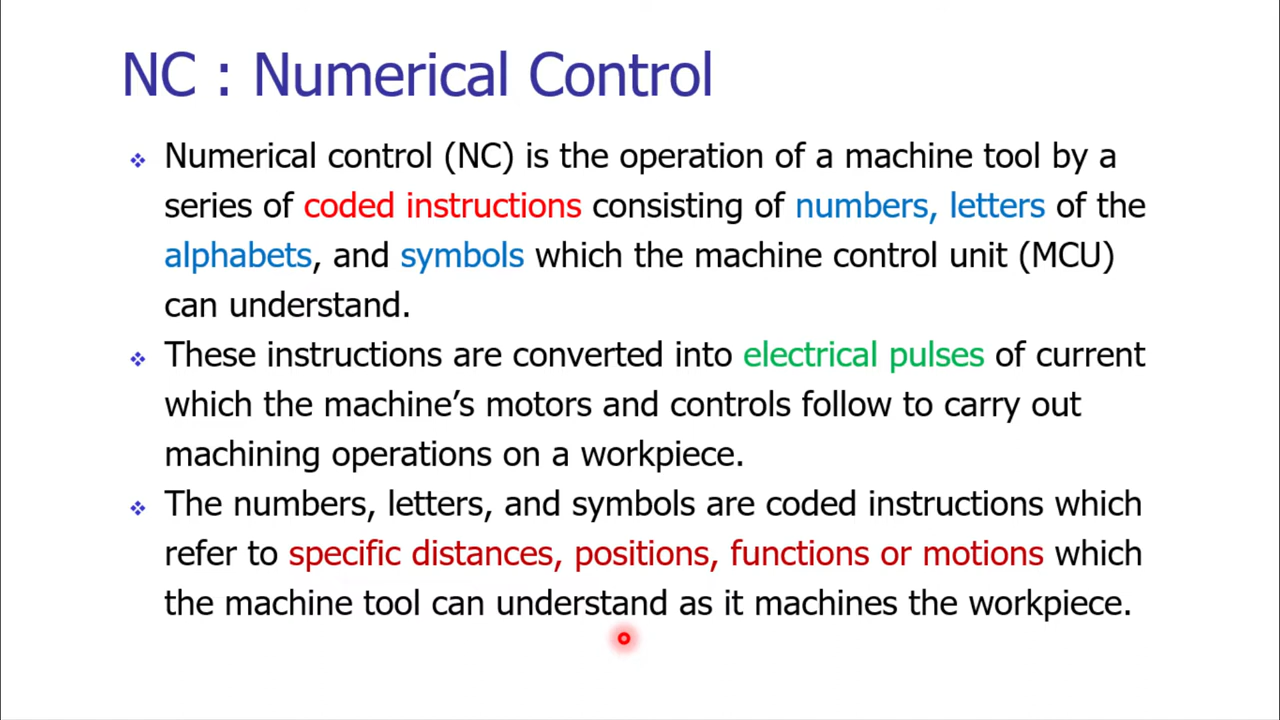 NC : Numerical Control
❖ Numerical control (NC) is the operation of a machine tool by a
series of coded instructions consisting of numbers, letters of the
alphabets, and symbols which the machine control unit (MCU)
can understand.
❖ These instructions are converted into electrical pulses of current
which the machine’s motors and controls follow to carry out
machining operations on a workpiece.
❖ The numbers, letters, and symbols are coded instructions which
refer to specific distances, positions, functions or motions which
the machine tool can understand as it machines the workpiece.